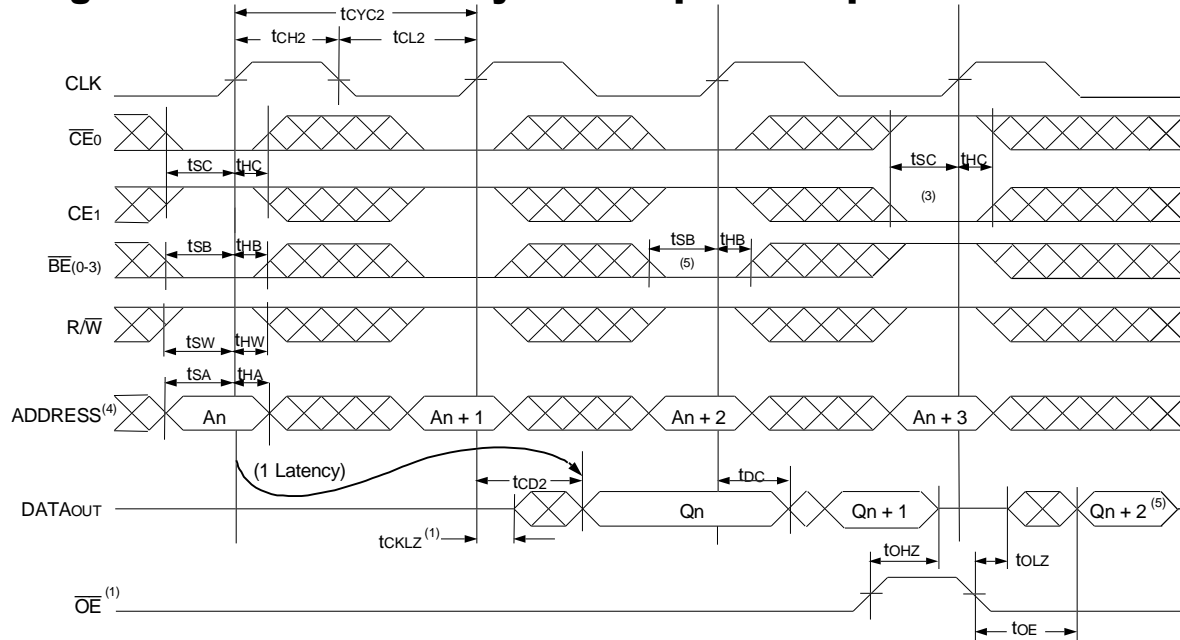 tCYC2
tCH2
tCL2
CLK
CE0
tSC
tHC
tSC
tHC
(3)
CE1
tSB
tHB
tSB
tHB
(5)
BE(0-3)
R/W
tSW
tHW
tSA
tHA
ADDRESS(4)
An
An + 1
An + 2
An + 3
(1 Latency)
tCD2
tDC
DATAOUT
Qn
Qn + 1
Qn + 2 (5)
tCKLZ (1)
tOHZ
tOLZ
OE (1)
tOE